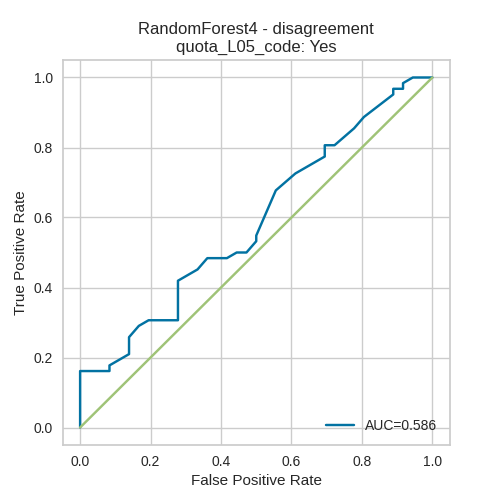 RandomForest4 - disagreement
quota_L05_code: Yes
True Positive Rate
1.0
0.8
0.6
0.4
0.2
0.0
AUC=0.586
0.0 0.2 0.4 0.6 0.8 1.0
False Positive Rate